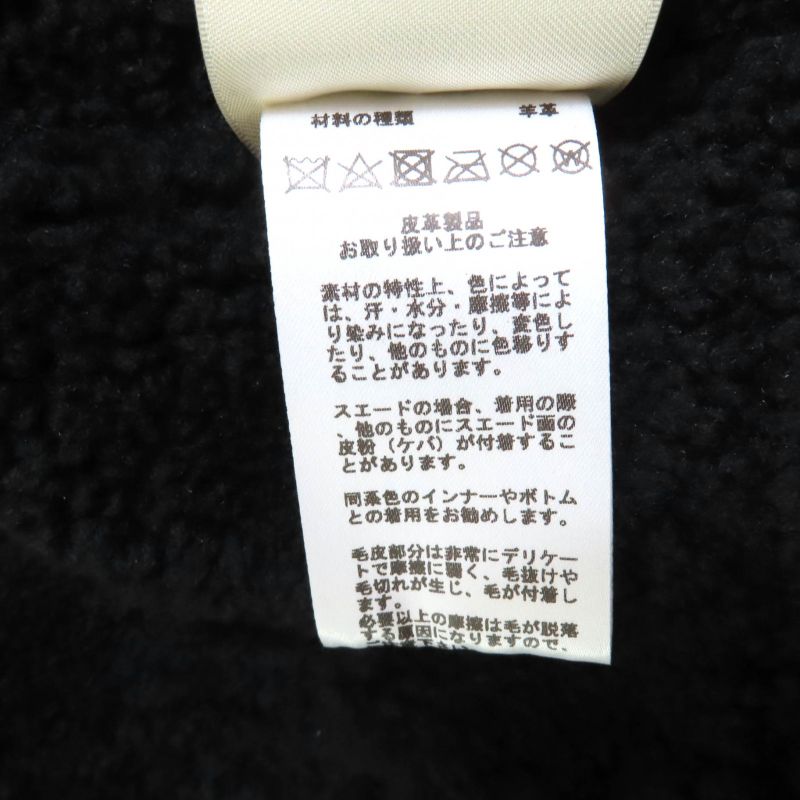 材料の種類 羊革
皮革製品
お取り扱い上のご注意
素材の特性上、色によって
は、汗・水分・摩擦等によ
り染みになったり、変色し
たり、他のものに色移りす
ることがあります。
スエードの場合、着用の際
、他のものにスエード面の
皮粉（ケバ）が付着するこ
とがあります。
同系色のインナーやボトム
との着用をお勧めします。
毛皮部分は非常にデリケー
トで摩擦に弱く、毛抜けや
毛切れが生じ、毛が付着し
ます。
必要以上の摩擦は毛が脱落
する原因になりますので、